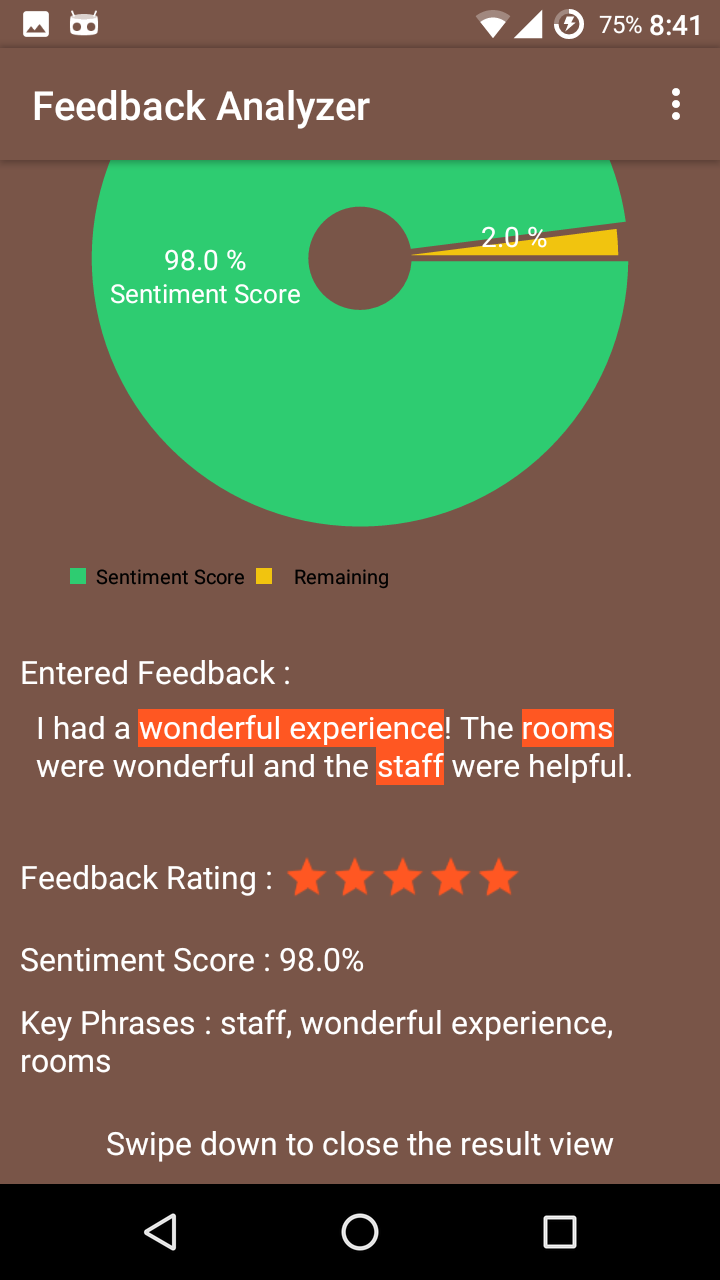 75% 8:41
Feedback Analyzer
2.0 %
98.0 %
Sentiment Score
Sentiment Score Remaining
Entered Feedback :
I had a wonderful experience! The rooms
were wonderful and the staff were helpful.
Feedback Rating :
Sentiment Score : 98.0%
Key Phrases : staff, wonderful experience,
rooms
Swipe down to close the result view